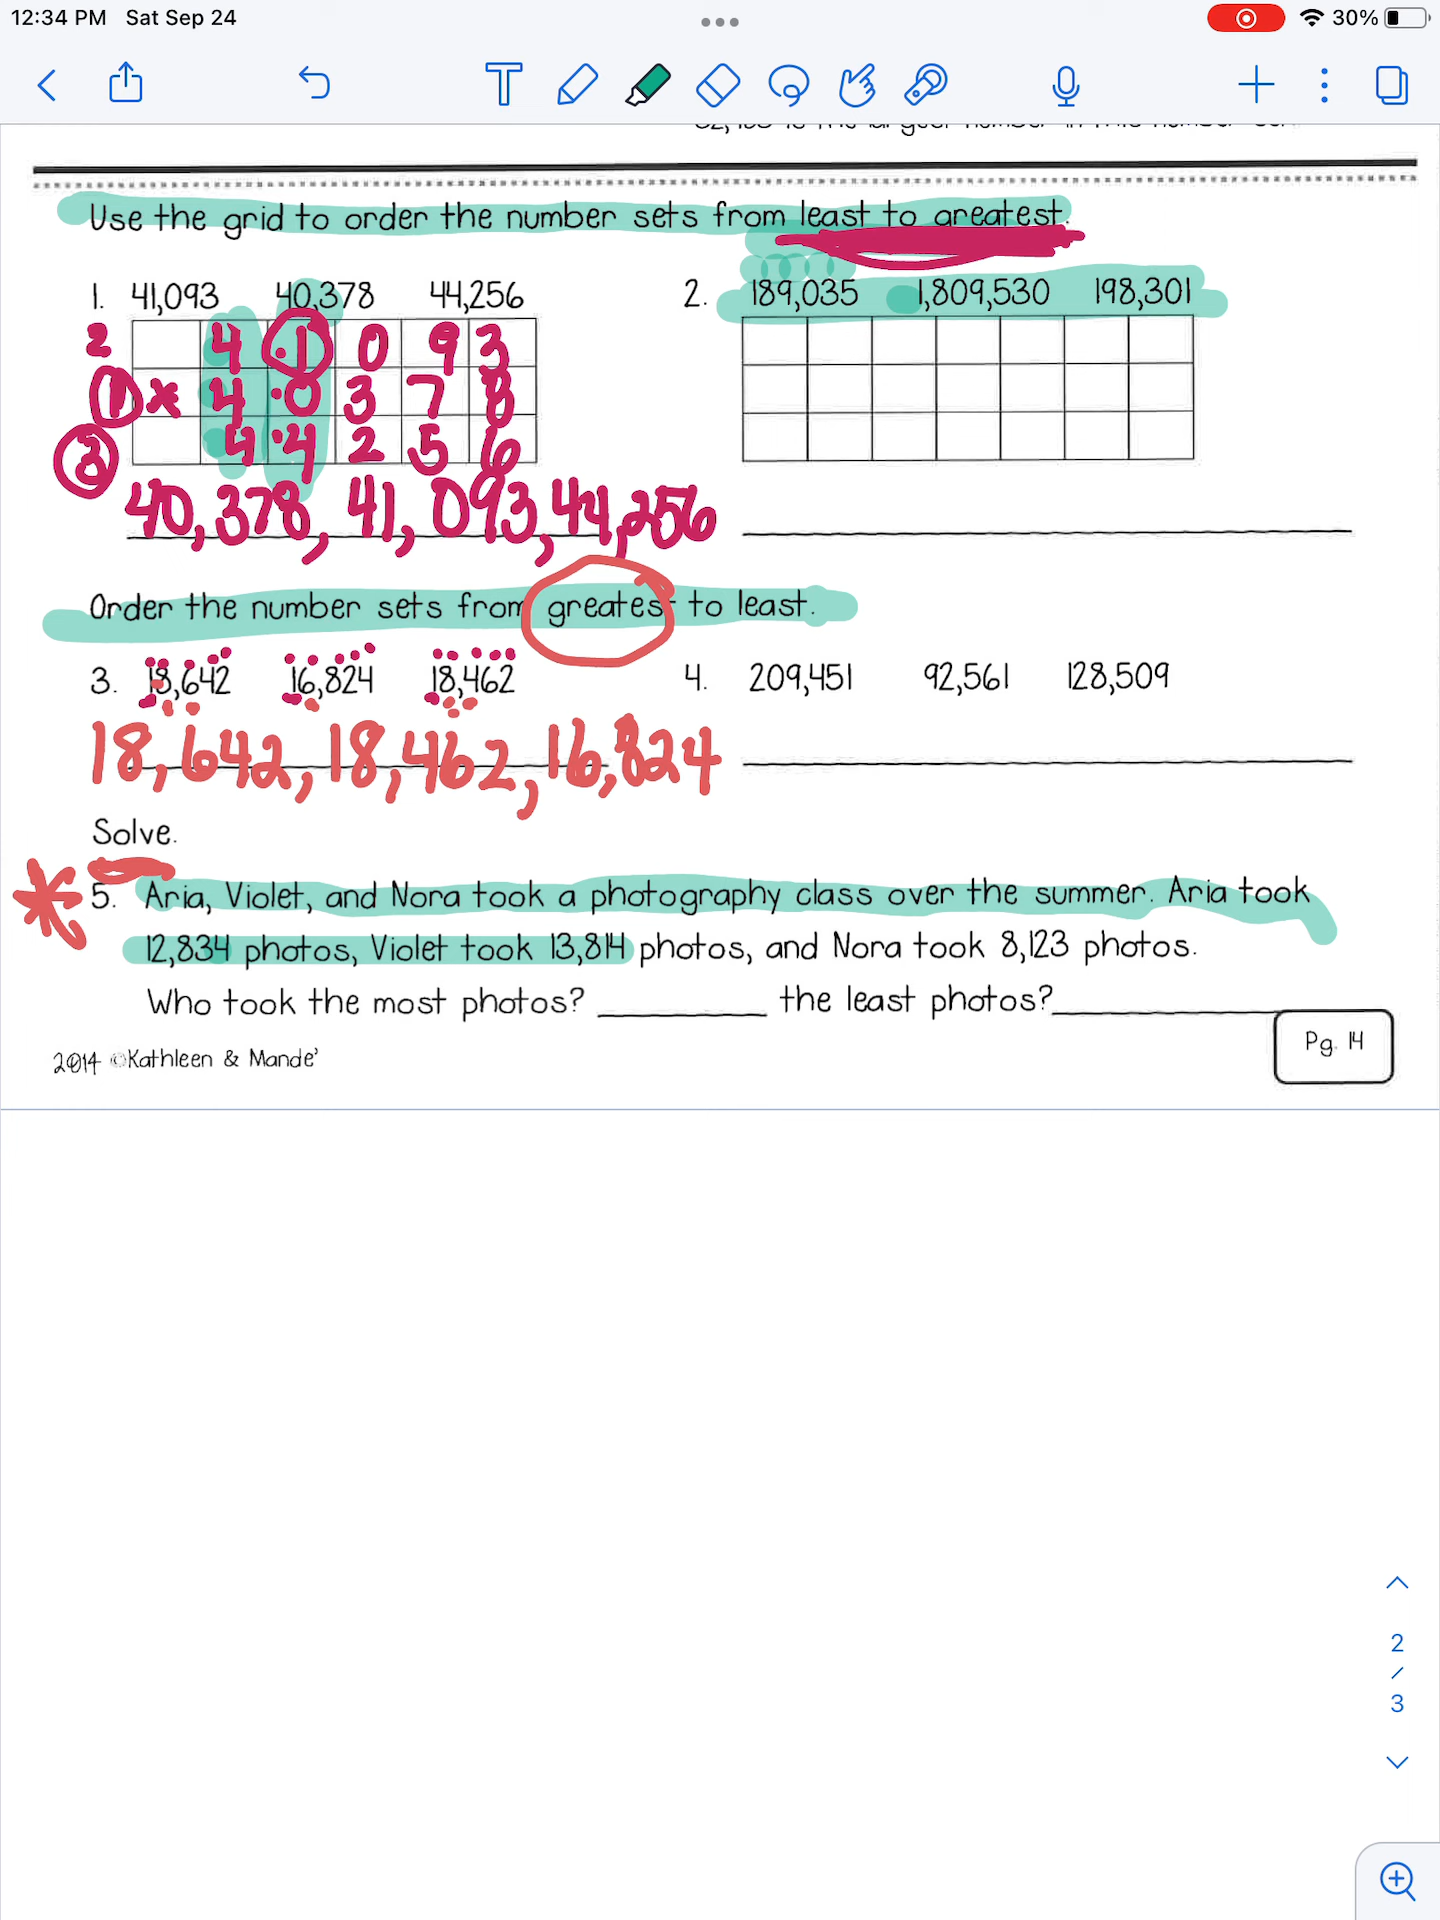 12:34 PM Sat Sep 24
30%
Use the grid to order the number sets from least to greatest.
1. 41,093 40,378 44,256
2. 189,035 1,809,530 198,301
2 4 1 0 9 3
1 * 4 0 3 7 8
3 4 4 2 5 6
40,378, 41,093, 44,256
Order the number sets from greatest to least.
3. 18,642 16,824 18,462
4. 209,451 92,561 128,509
18,642, 18,462, 16,824
Solve.
* 5. Aria, Violet, and Nora took a photography class over the summer. Aria took
12,834 photos, Violet took 13,814 photos, and Nora took 8,123 photos.
Who took the most photos? the least photos?
Pg. 14
2014 ©Kathleen & Mande'
2
/
3